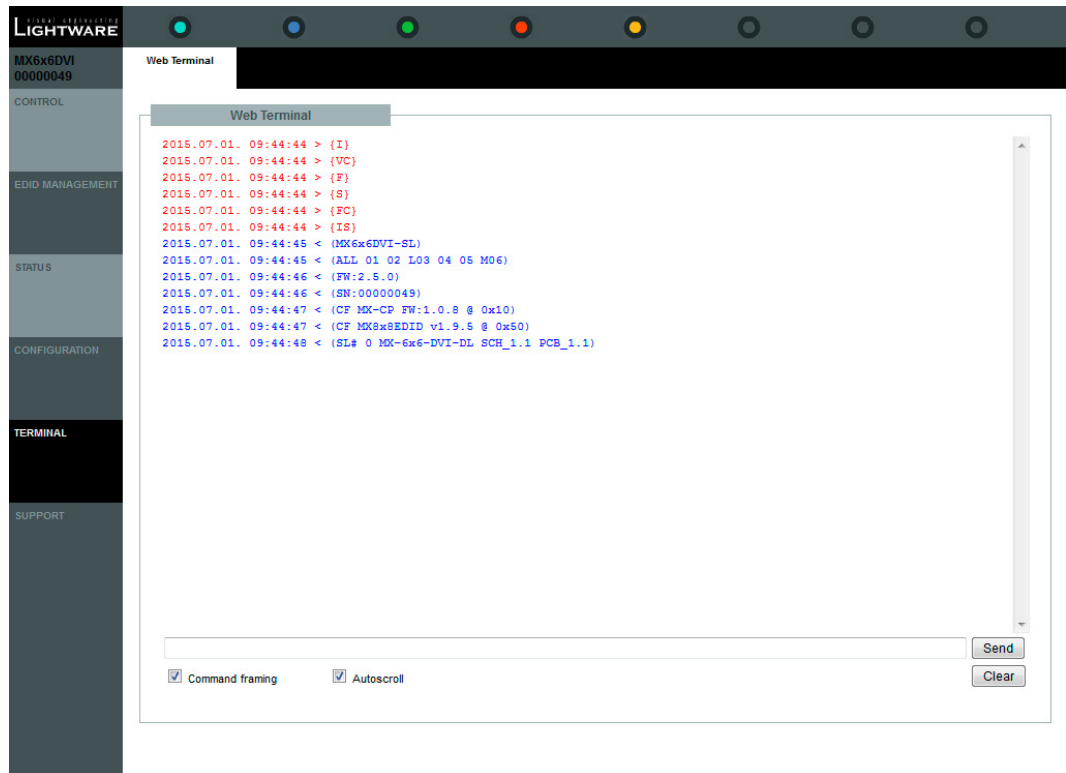 visual engineering
LIGHTWARE
MX6x6DVI
00000049
Web Terminal
CONTROL
EDID MANAGEMENT
STATUS
CONFIGURATION
TERMINAL
SUPPORT
Web Terminal
2015.07.01. 09:44:44 > {I}
2015.07.01. 09:44:44 > {VC}
2015.07.01. 09:44:44 > {F}
2015.07.01. 09:44:44 > {S}
2015.07.01. 09:44:44 > {FC}
2015.07.01. 09:44:44 > {IS}
2015.07.01. 09:44:45 < (MX6x6DVI-SL)
2015.07.01. 09:44:45 < (ALL 01 02 L03 04 05 M06)
2015.07.01. 09:44:46 < (FW:2.5.0)
2015.07.01. 09:44:46 < (SN:00000049)
2015.07.01. 09:44:47 < (CF MX-CP FW:1.0.8 @ 0x10)
2015.07.01. 09:44:47 < (CF MX8x8EDID v1.9.5 @ 0x50)
2015.07.01. 09:44:48 < (SL# 0 MX-6x6-DVI-DL SCH_1.1 PCB_1.1)
Send
Command framing
Autoscroll
Clear